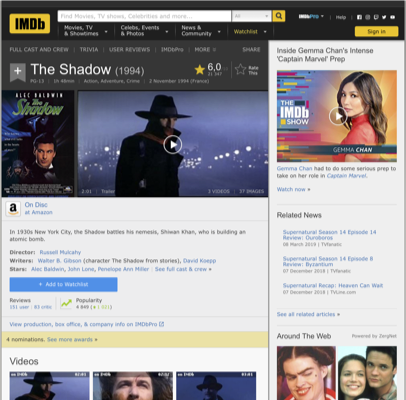 IMDb
Find Movies, TV shows, Celebrities and more...
All
IMDbPro
Help
Movies, TV & Showtimes
Celebs, Events & Photos
News & Community
Watchlist
Sign in
FULL CAST AND CREW | TRIVIA | USER REVIEWS | IMDbPro | MORE
SHARE
The Shadow (1994)
6,0
Rate This
PG-13 | 1h 48min | Action, Adventure, Crime | 2 November 1994 (France)
ALEC BALDWIN
The Shadow
2:01 | Trailer
3 VIDEOS | 37 IMAGES
On Disc
at Amazon
In 1930s New York City, the Shadow battles his nemesis, Shiwan Khan, who is building an
atomic bomb.
Director: Russell Mulcahy
Writers: Walter B. Gibson (character The Shadow from stories), David Koepp
Stars: Alec Baldwin, John Lone, Penelope Ann Miller | See full cast & crew »
+ Add to Watchlist
Reviews
151 user | 83 critic
Popularity
View production, box office, & company info on IMDbPro
4 nominations. See more awards »
Videos
Inside Gemma Chan's Intense
'Captain Marvel' Prep
THE IMDb SHOW
GEMMA CHAN
Gemma Chan had to do some serious prep to
take on her role in Captain Marvel.
Watch now »
Related News
Supernatural Season 14 Episode 14
Review: Ouroboros
08 March 2019 | TVfanatic
Supernatural Season 14 Episode 8
Review: Byzantium
07 December 2018 | TVfanatic
Supernatural Recap: Heaven Can Wait
07 December 2018 | TVLine.com
See all related articles »
Around The Web
Powered by ZergNet